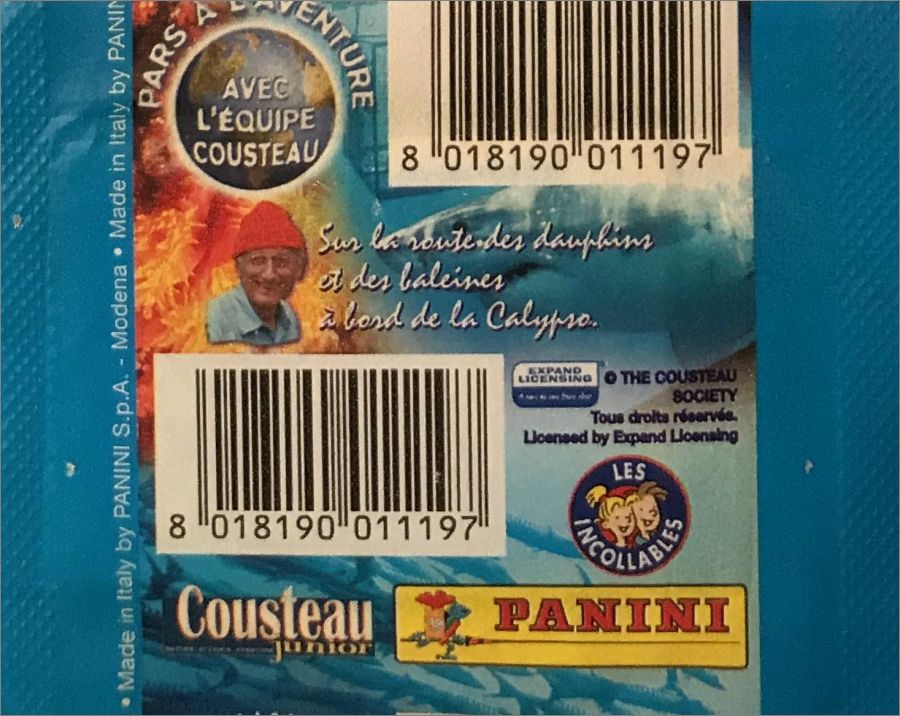 PARS À L'AVENTURE
AVEC
L'ÉQUIPE
COUSTEAU
8 018190 011197
Sur la route des dauphins
et des baleines
à bord de la Calypso.
8 018190 011197
EXPAND
LICENSING
© THE COUSTEAU
SOCIETY
Tous droits réservés.
Licensed by Expand Licensing
LES
INCOLLABLES
Cousteau
junior
PANINI
• Made in Italy by PANINI S.p.A. - Modena • Made in Italy by PANIN